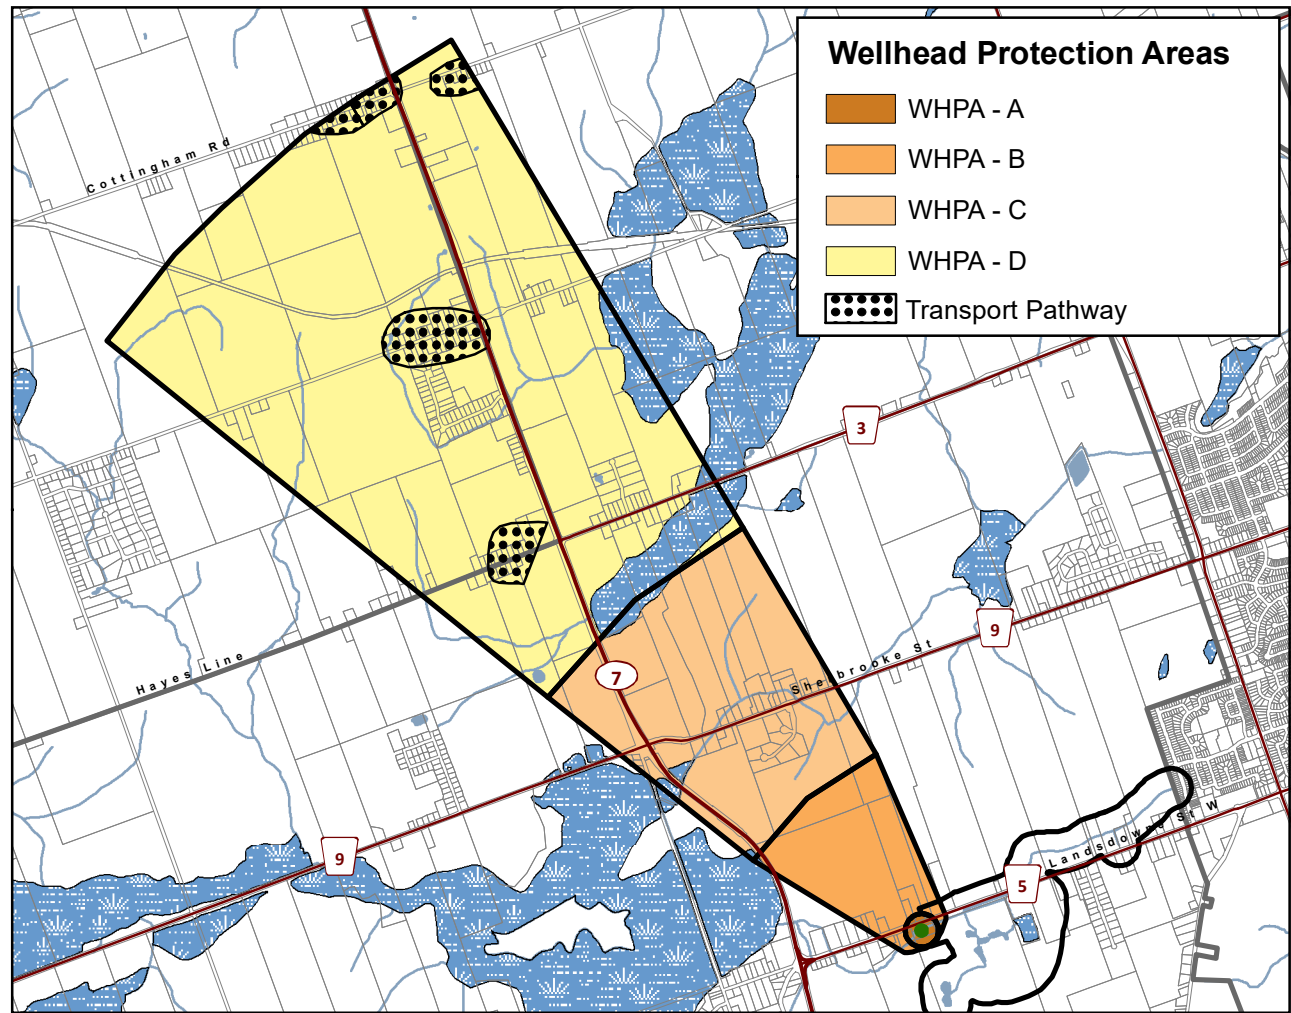 Wellhead Protection Areas
WHPA - A
WHPA - B
WHPA - C
WHPA - D
Transport Pathway
Cottingham Rd
3
9
Sherbrooke St
Hayes Line
7
9
5
Landsdowne St W